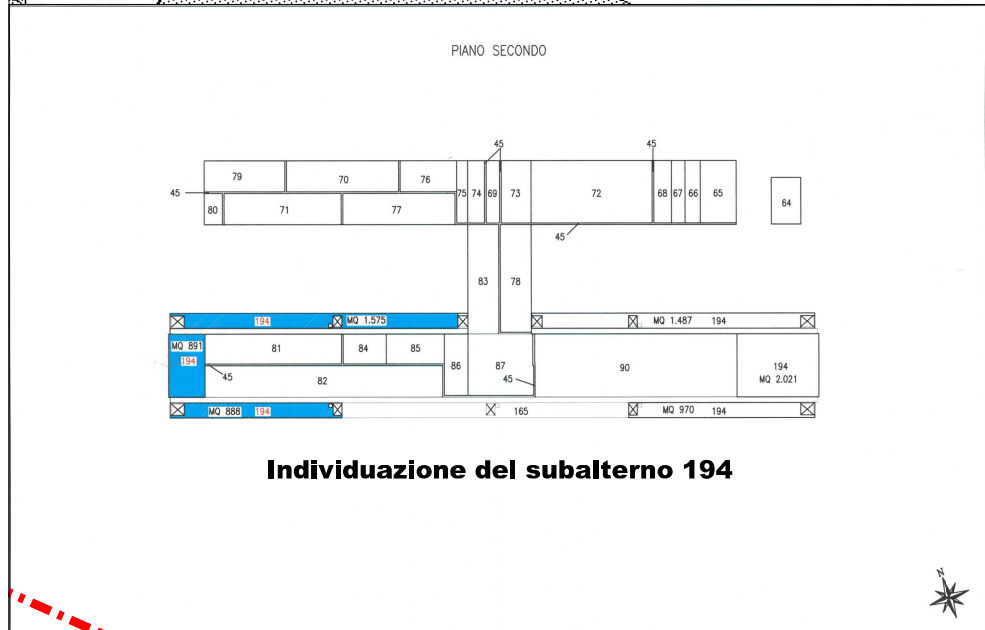 PIANO SECONDO
45 45
79 70 76 75 74 69 73 72 68 67 66 65
45
64
80 71 77
45
83 78
194 MQ 1.575 MQ 1.487 194
MQ 891
194
81 84 85 86 87 90 194
MQ 2.021
45 82 45
MQ 888 194 165 MQ 970 194
Individuazione del subalterno 194
N